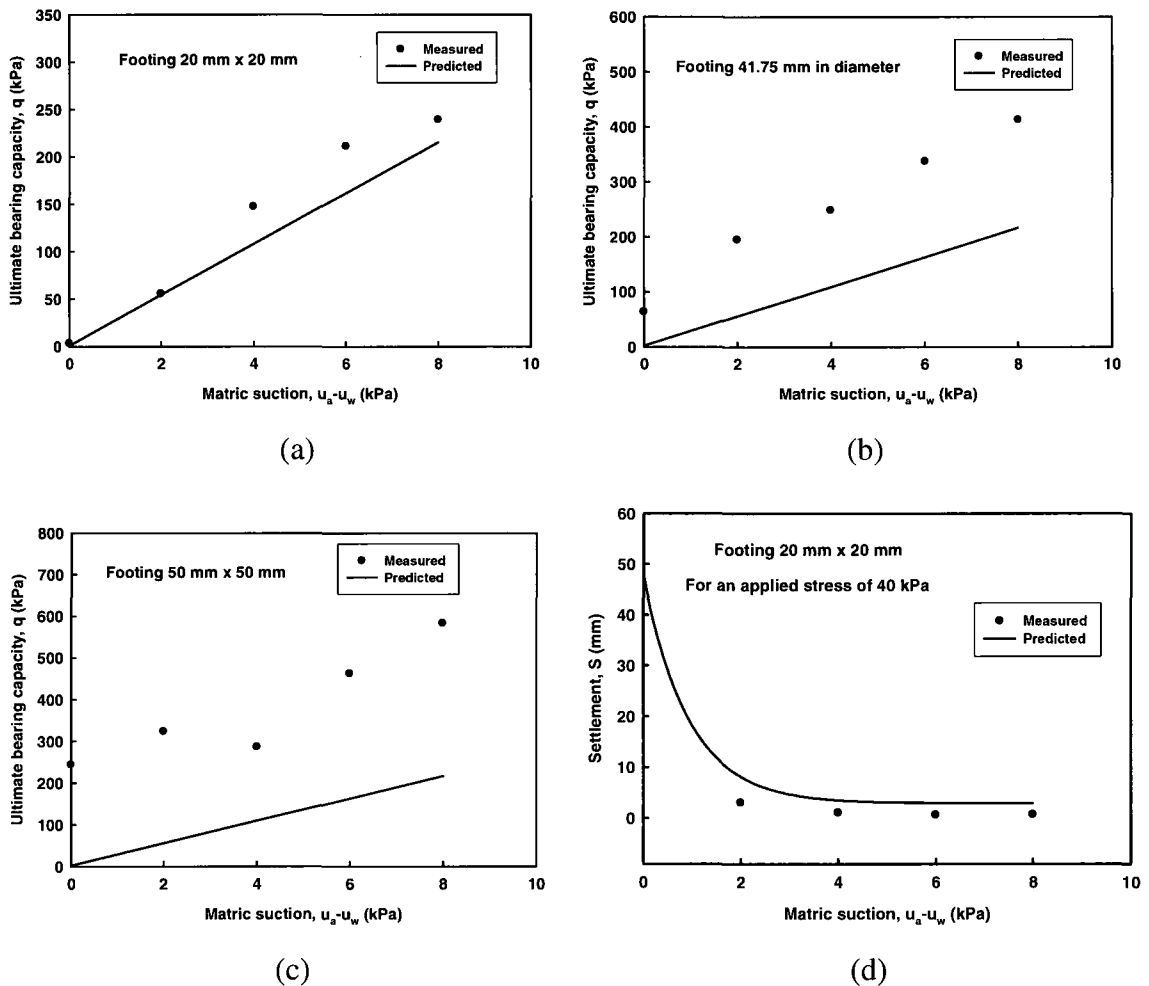 350
300
250
200
150
100
50
0
Ultimate bearing capacity, q (kPa)
Footing 20 mm x 20 mm
Measured
Predicted
0 2 4 6 8 10
Matric suction, uₐ-u_w (kPa)
(a)
600
500
400
300
200
100
0
Ultimate bearing capacity, q (kPa)
Footing 41.75 mm in diameter
Measured
Predicted
0 2 4 6 8 10
Matric suction, uₐ-u_w (kPa)
(b)
800
700
600
500
400
300
200
100
0
Ultimate bearing capacity, q (kPa)
Footing 50 mm x 50 mm
Measured
Predicted
0 2 4 6 8 10
Matric suction, uₐ-u_w (kPa)
(c)
60
50
40
30
20
10
0
Settlement, S (mm)
Footing 20 mm x 20 mm
For an applied stress of 40 kPa
Measured
Predicted
0 2 4 6 8 10
Matric suction, uₐ-u_w (kPa)
(d)